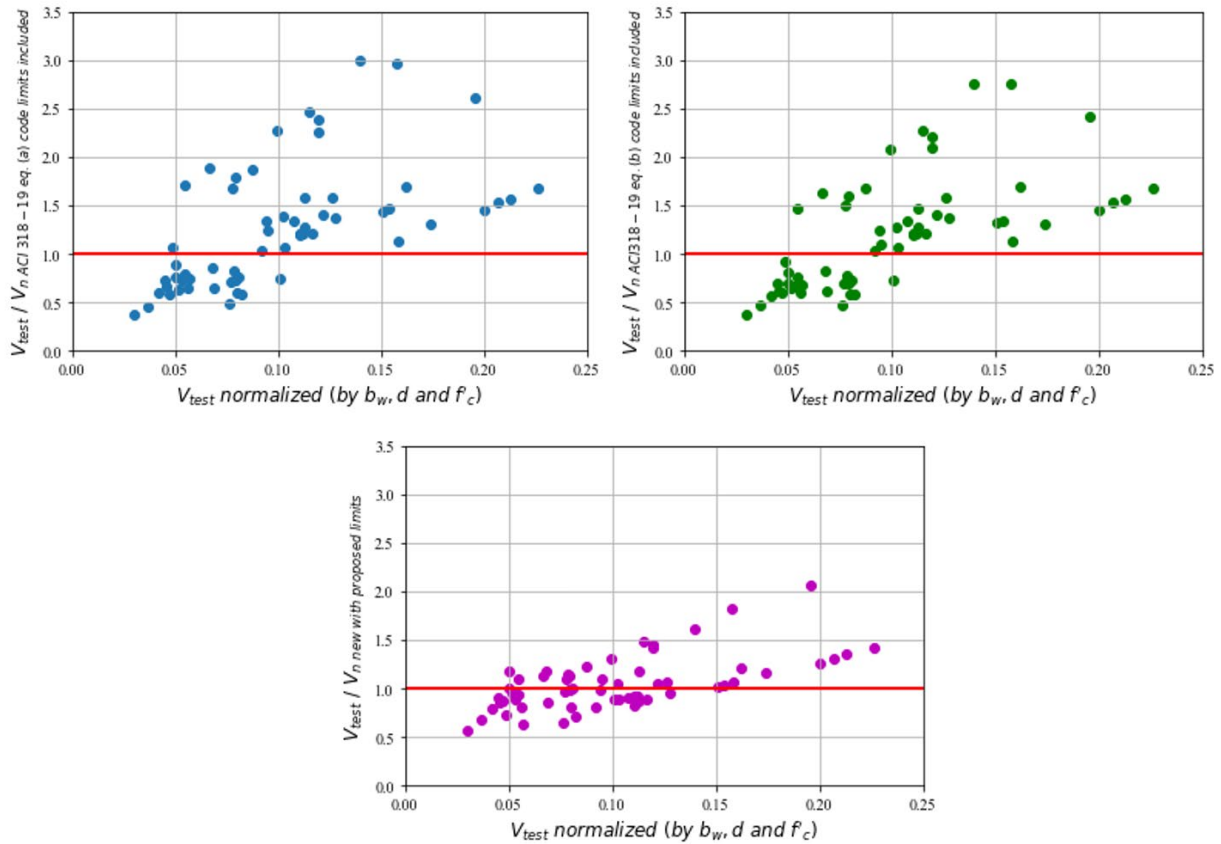 V_test / V_n ACI 318 − 19 eq. (a) code limits included
3.5
3.0
2.5
2.0
1.5
1.0
0.5
0.0
0.00 0.05 0.10 0.15 0.20 0.25
V_test normalized (by b_w, d and f'_c)
V_test / V_n ACI318 − 19 eq. (b) code limits included
3.5
3.0
2.5
2.0
1.5
1.0
0.5
0.0
0.00 0.05 0.10 0.15 0.20 0.25
V_test normalized (by b_w, d and f'_c)
V_test / V_n new with proposed limits
3.5
3.0
2.5
2.0
1.5
1.0
0.5
0.0
0.00 0.05 0.10 0.15 0.20 0.25
V_test normalized (by b_w, d and f'_c)